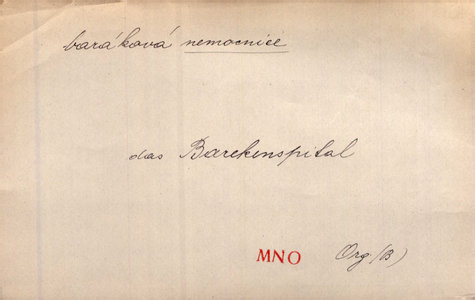 baráková nemocnice
das Barekenspital
MNO Org (B)